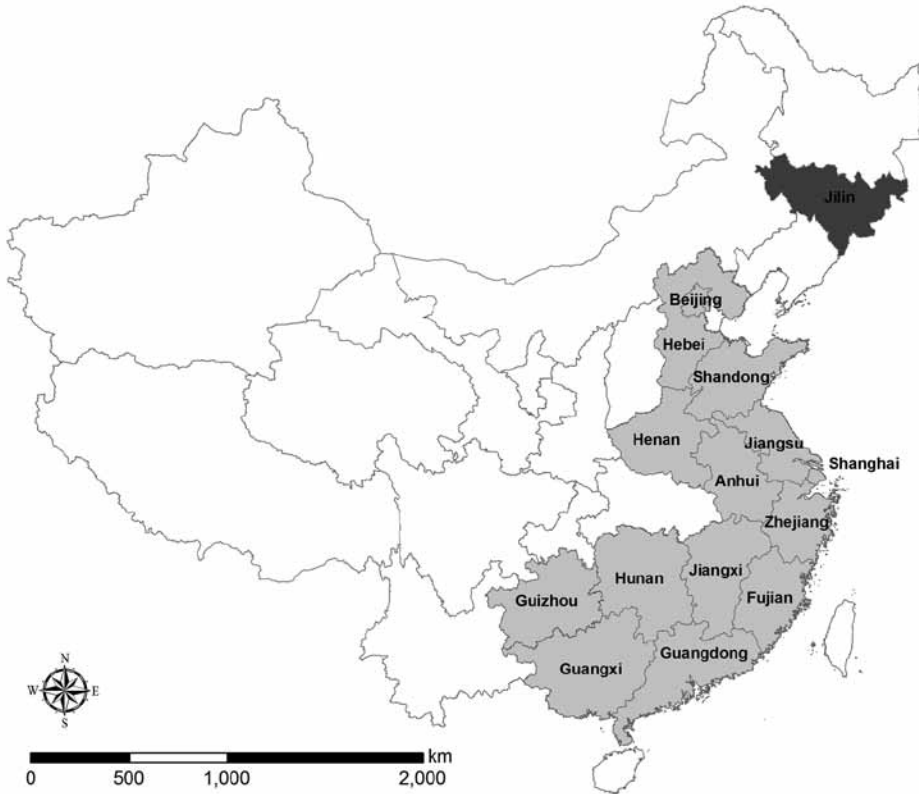 Jilin
Beijing
Hebei
Shandong
Henan
Jiangsu
Shanghai
Anhui
Zhejiang
Hunan
Jiangxi
Guizhou
Fujian
Guangdong
Guangxi
N
W E
S
km
0 500 1,000 2,000